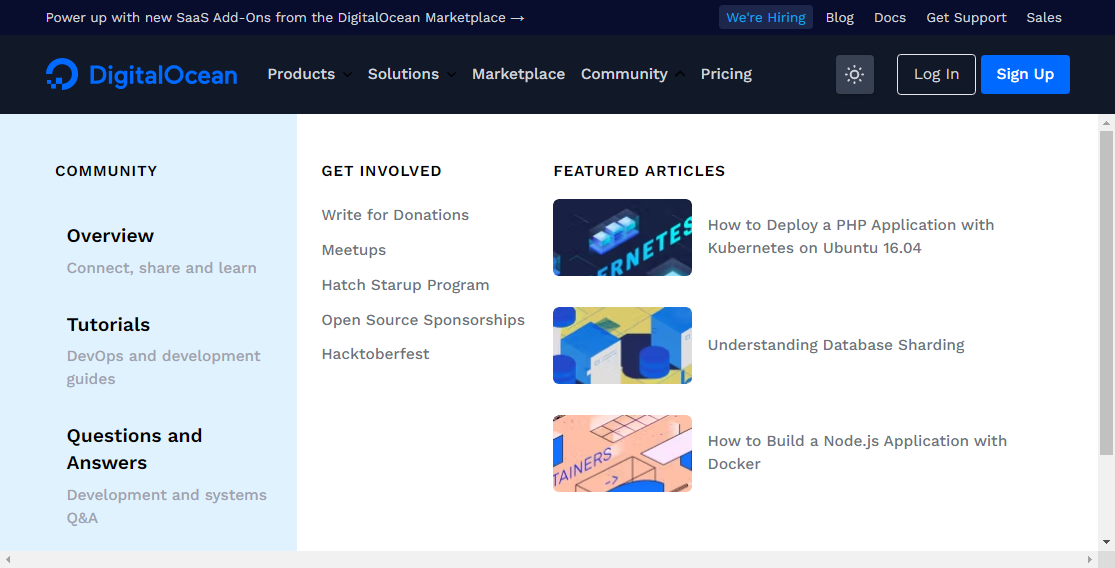 Power up with new SaaS Add-Ons from the DigitalOcean Marketplace →
We're Hiring
Blog
Docs
Get Support
Sales
DigitalOcean
Products
Solutions
Marketplace
Community
Pricing
Log In
Sign Up
COMMUNITY
Overview
Connect, share and learn
Tutorials
DevOps and development
guides
Questions and
Answers
Development and systems
Q&A
GET INVOLVED
Write for Donations
Meetups
Hatch Starup Program
Open Source Sponsorships
Hacktoberfest
FEATURED ARTICLES
ERNETES
How to Deploy a PHP Application with
Kubernetes on Ubuntu 16.04
Understanding Database Sharding
TAINERS
How to Build a Node.js Application with
Docker